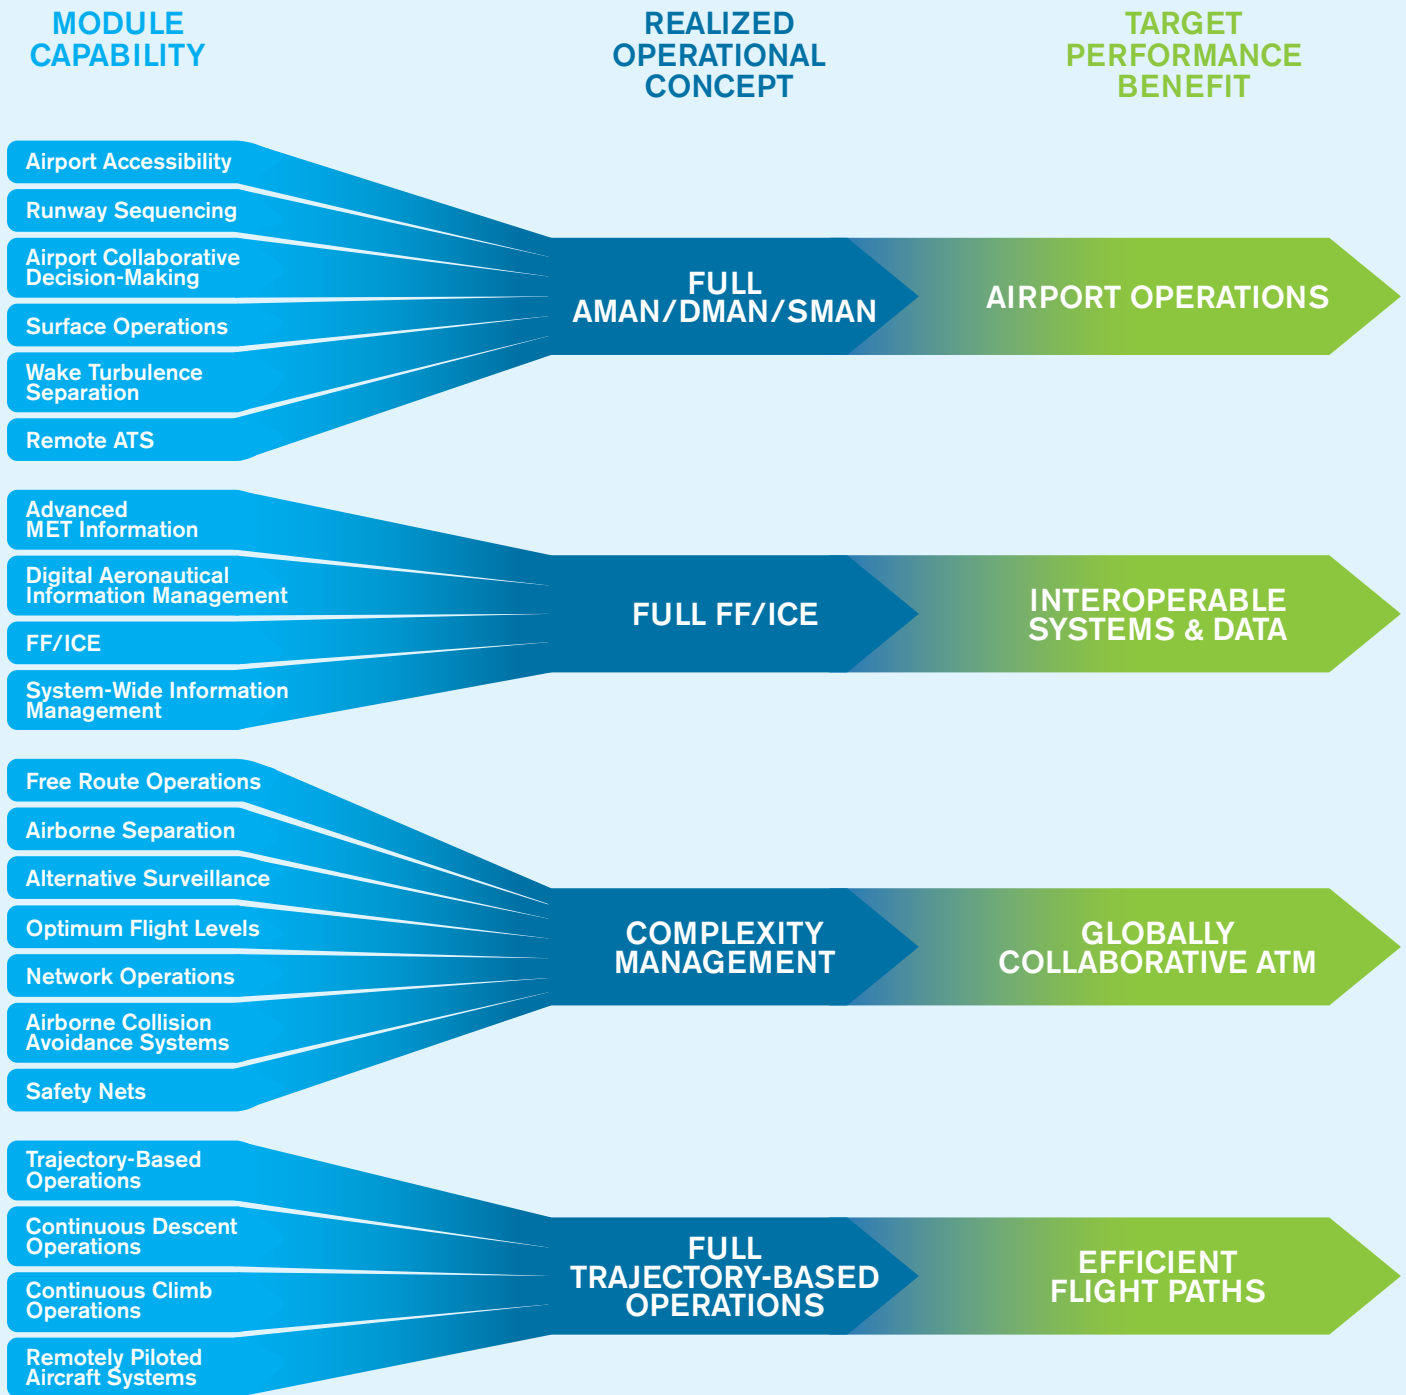 MODULE
CAPABILITY
REALIZED
OPERATIONAL
CONCEPT
TARGET
PERFORMANCE
BENEFIT
Airport Accessibility
Runway Sequencing
Airport Collaborative
Decision-Making
Surface Operations
Wake Turbulence
Separation
Remote ATS
FULL
AMAN/DMAN/SMAN
AIRPORT OPERATIONS
Advanced
MET Information
Digital Aeronautical
Information Management
FF/ICE
System-Wide Information
Management
FULL FF/ICE
INTEROPERABLE
SYSTEMS & DATA
Free Route Operations
Airborne Separation
Alternative Surveillance
Optimum Flight Levels
Network Operations
Airborne Collision
Avoidance Systems
Safety Nets
COMPLEXITY
MANAGEMENT
GLOBALLY
COLLABORATIVE ATM
Trajectory-Based
Operations
Continuous Descent
Operations
Continuous Climb
Operations
Remotely Piloted
Aircraft Systems
FULL
TRAJECTORY-BASED
OPERATIONS
EFFICIENT
FLIGHT PATHS